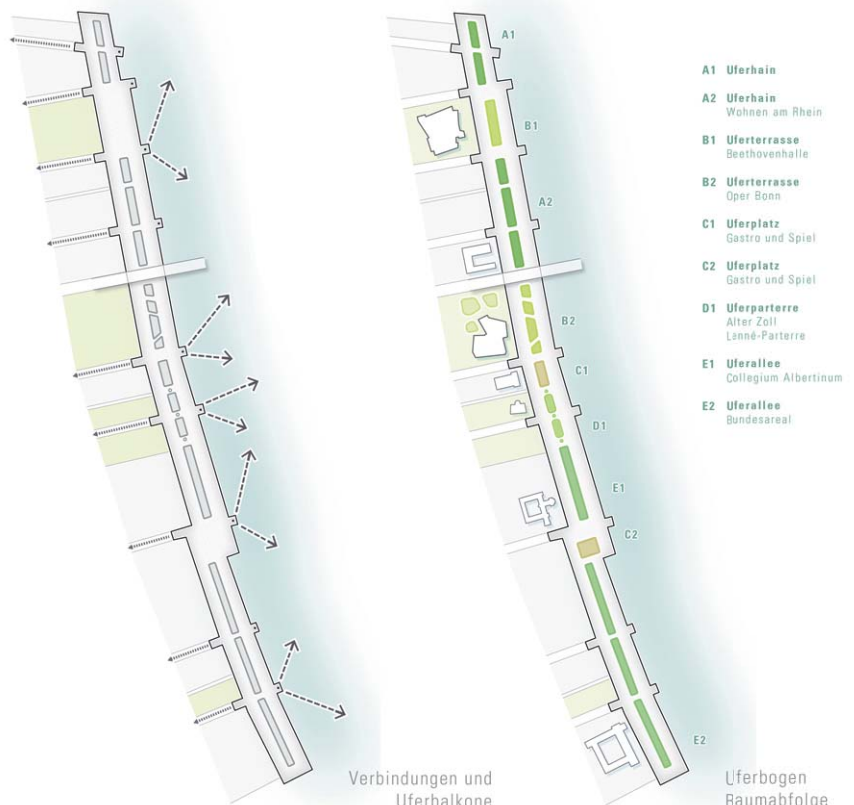 A1
B1
A2
B2
C1
D1
E1
C2
E2
A1 Uferhain
A2 Uferhain
Wohnen am Rhein
B1 Uferterrasse
Beethovenhalle
B2 Uferterrasse
Oper Bonn
C1 Uferplatz
Gastro und Spiel
C2 Uferplatz
Gastro und Spiel
D1 Uferparterre
Alter Zoll
Lenné-Parterre
E1 Uferallee
Collegium Albertinum
E2 Uferallee
Bundesareal
Verbindungen und
Uferbalkone
Uferbogen
Raumabfolge